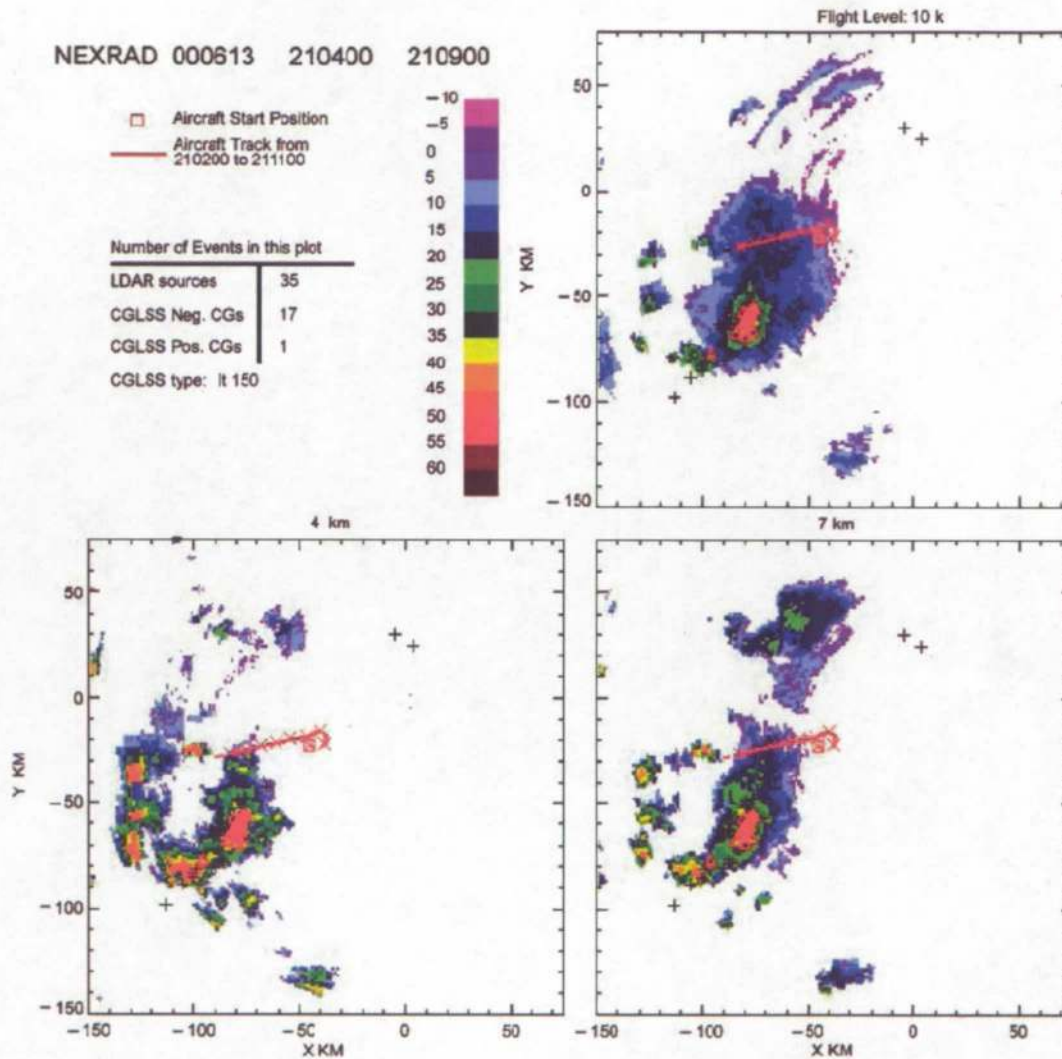 NEXRAD 000613 210400 210900
Aircraft Start Position
Aircraft Track from
210200 to 211100
Number of Events in this plot
LDAR sources 35
CGLSS Neg. CGs 17
CGLSS Pos. CGs 1
CGLSS type: lt 150
-10
-5
0
5
10
15
20
25
30
35
40
45
50
55
60
Flight Level: 10 k
Y KM
50
0
-50
-100
-150
4 km
Y KM
50
0
-50
-100
-150
-150 -100 -50 0 50
X KM
7 km
-150 -100 -50 0 50
X KM